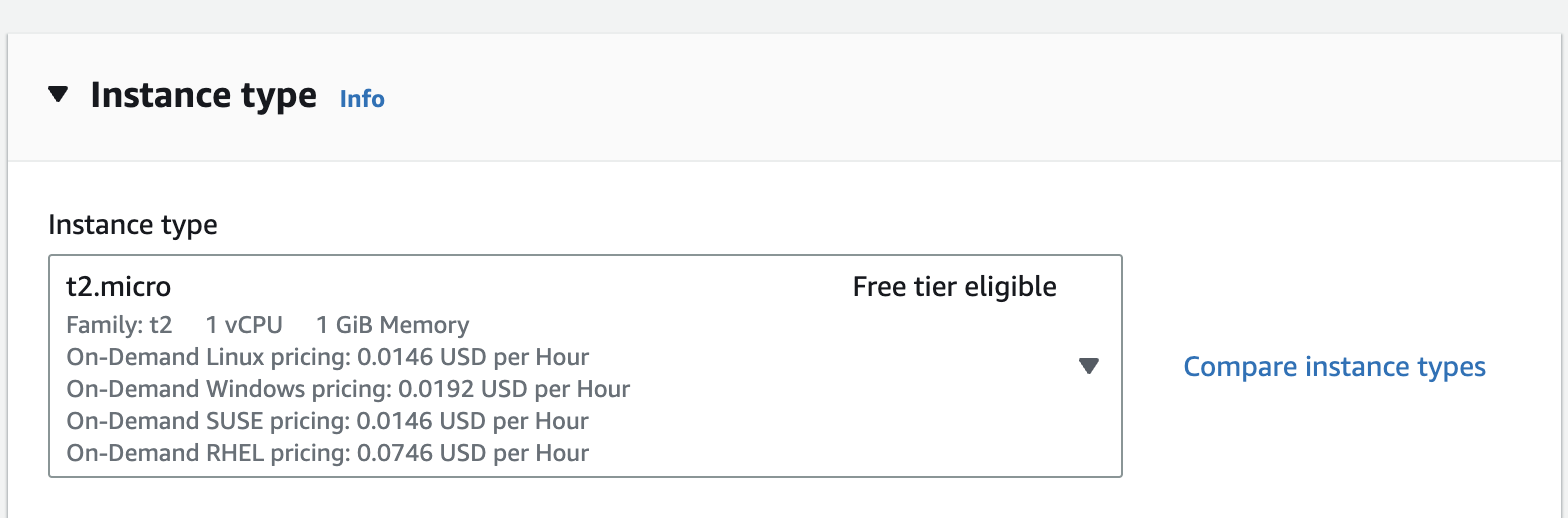 Instance type Info
Instance type
t2.micro Free tier eligible
Family: t2 1 vCPU 1 GiB Memory
On-Demand Linux pricing: 0.0146 USD per Hour
On-Demand Windows pricing: 0.0192 USD per Hour
On-Demand SUSE pricing: 0.0146 USD per Hour
On-Demand RHEL pricing: 0.0746 USD per Hour
Compare instance types